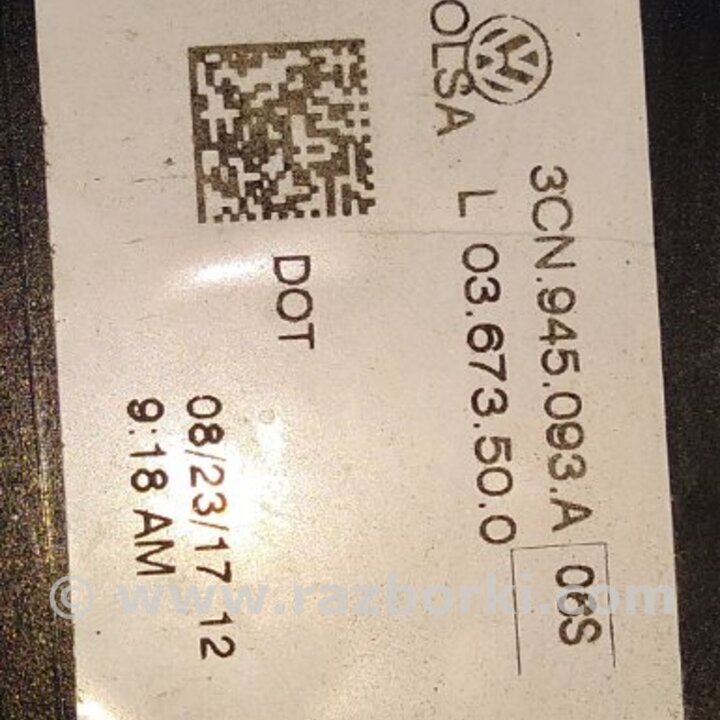 3CN.945.093.A 06S
OLSA L 03.673.50.0
DOT
08/23/17 12
9:18 AM
© www.razborki.com